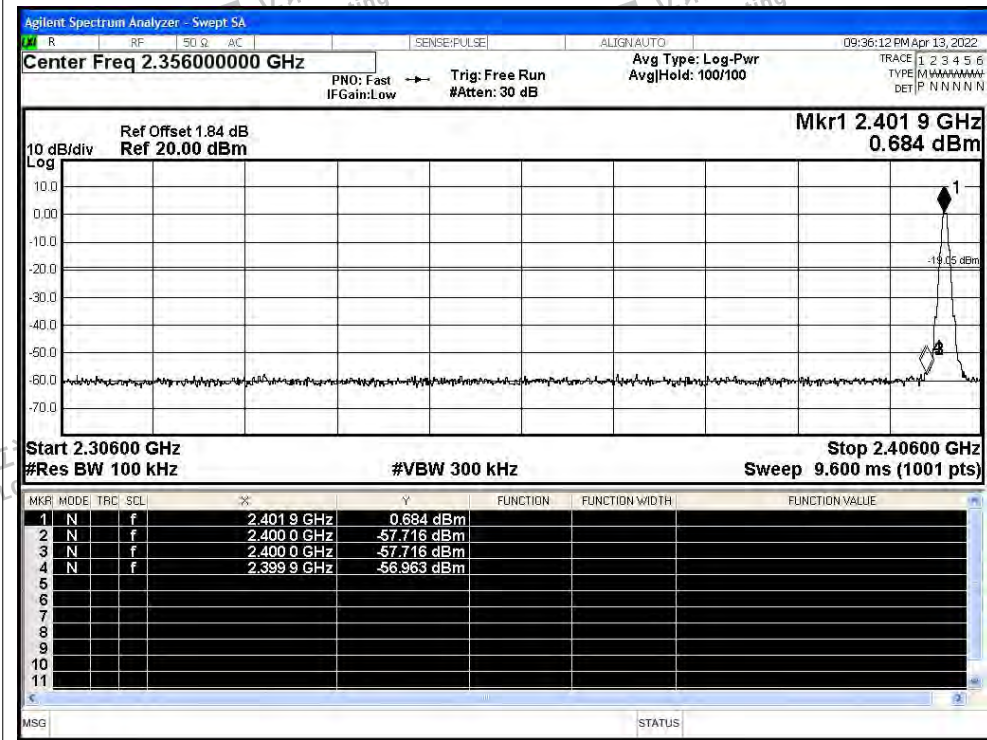 Agilent Spectrum Analyzer - Swept SA
R RF 50 Ω AC SENSE:PULSE ALIGNAUTO 09:36:12 PM Apr 13, 2022
Center Freq 2.356000000 GHz
PNO: Fast Trig: Free Run Avg Type: Log-Pwr TRACE 1 2 3 4 5 6
IFGain:Low #Atten: 30 dB Avg|Hold: 100/100 TYPE M
DET P N N N N N
Mkr1 2.401 9 GHz
0.684 dBm
Ref Offset 1.84 dB
10 dB/div Ref 20.00 dBm
Log
10.0
0.00
-10.0
-20.0
-30.0
-40.0
-50.0
-60.0
-70.0
1
-19.05 dBm
Start 2.30600 GHz Stop 2.40600 GHz
#Res BW 100 kHz #VBW 300 kHz Sweep 9.600 ms (1001 pts)
MKR MODE TRC SCL X Y FUNCTION FUNCTION WIDTH FUNCTION VALUE
1 N f 2.401 9 GHz 0.684 dBm
2 N f 2.400 0 GHz -57.716 dBm
3 N f 2.400 0 GHz -57.716 dBm
4 N f 2.399 9 GHz -56.963 dBm
5
6
7
8
9
10
11
MSG STATUS